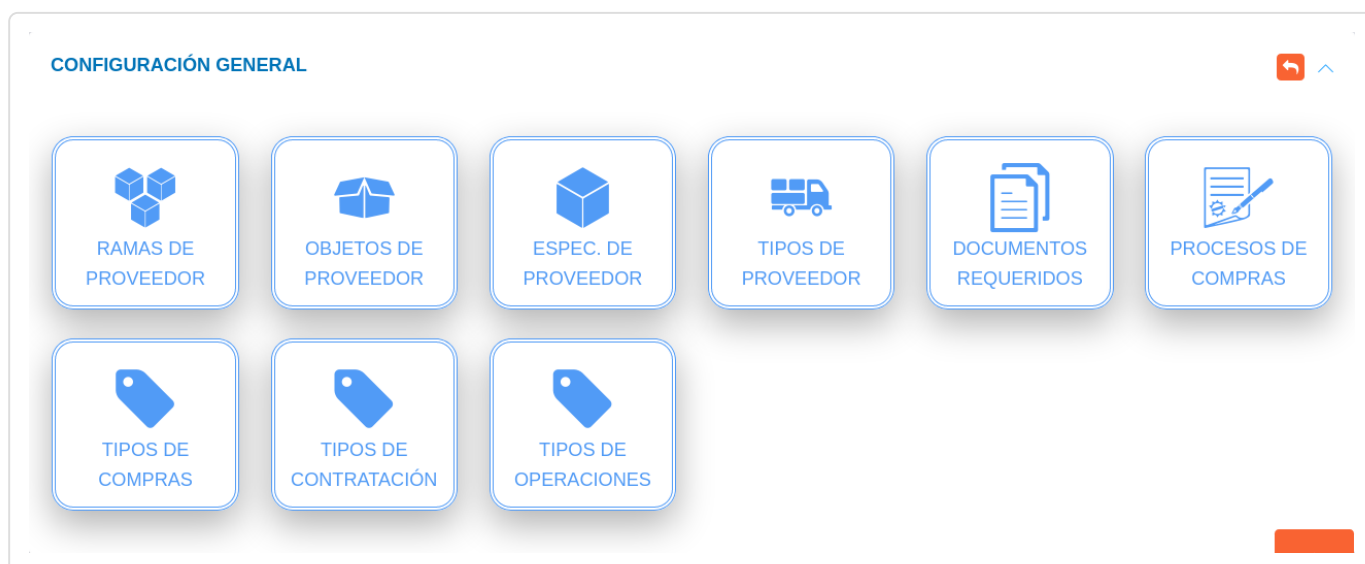 CONFIGURACIÓN GENERAL
RAMAS DE
PROVEEDOR
OBJETOS DE
PROVEEDOR
ESPEC. DE
PROVEEDOR
TIPOS DE
PROVEEDOR
DOCUMENTOS
REQUERIDOS
PROCESOS DE
COMPRAS
TIPOS DE
COMPRAS
TIPOS DE
CONTRATACIÓN
TIPOS DE
OPERACIONES